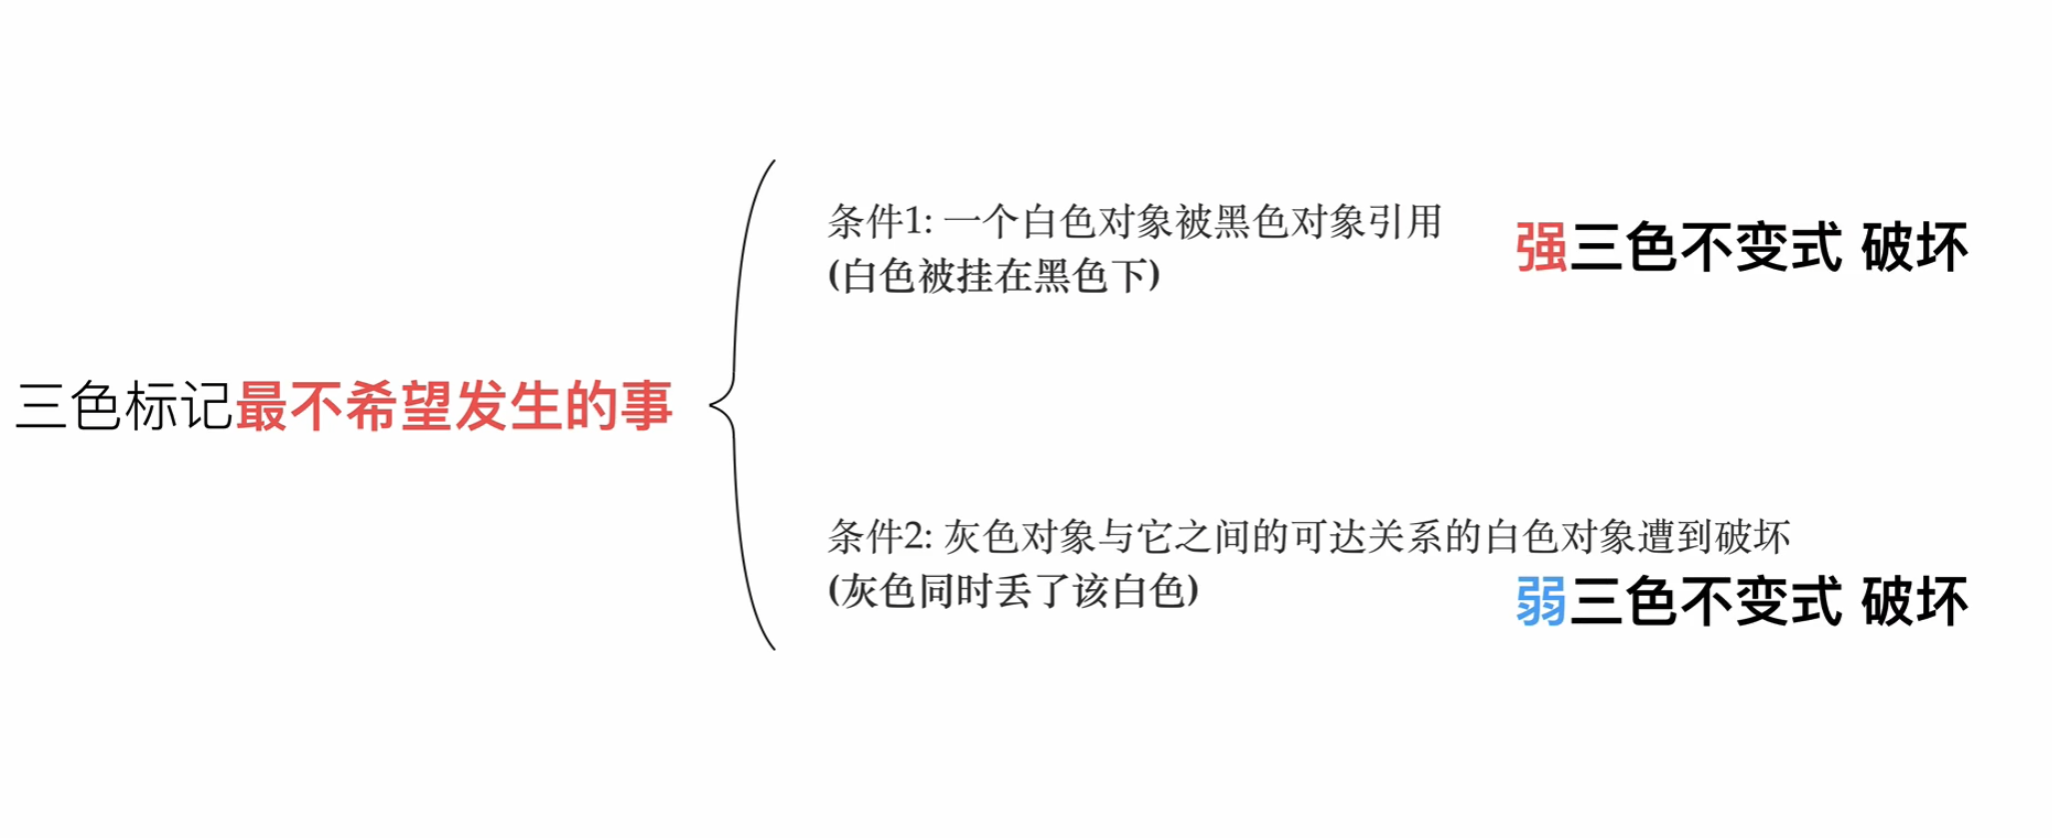 三色标记最不希望发生的事
条件1: 一个白色对象被黑色对象引用
(白色被挂在黑色下)
强三色不变式 破坏
条件2: 灰色对象与它之间的可达关系的白色对象遭到破坏
(灰色同时丢了该白色)
弱三色不变式 破坏